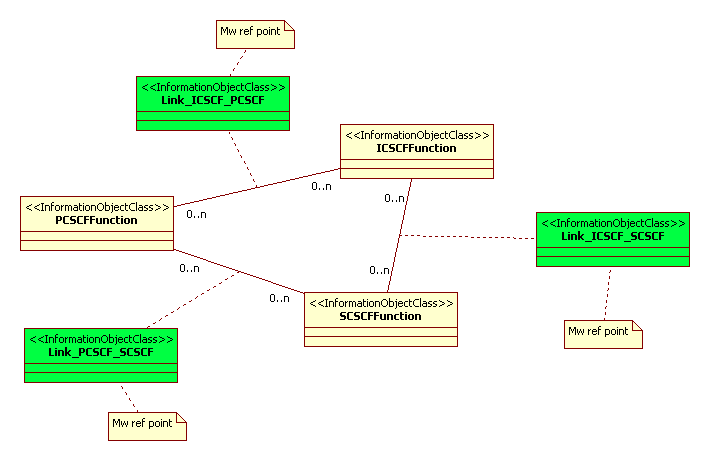 Mw ref point
<<InformationObjectClass>>
Link_ICSCF_PCSCF
<<InformationObjectClass>>
ICSCFFunction
0..n
0..n
<<InformationObjectClass>>
PCSCFFunction
0..n
<<InformationObjectClass>>
Link_ICSCF_SCSCF
0..n
0..n
0..n
<<InformationObjectClass>>
SCSCFFunction
Mw ref point
<<InformationObjectClass>>
Link_PCSCF_SCSCF
Mw ref point